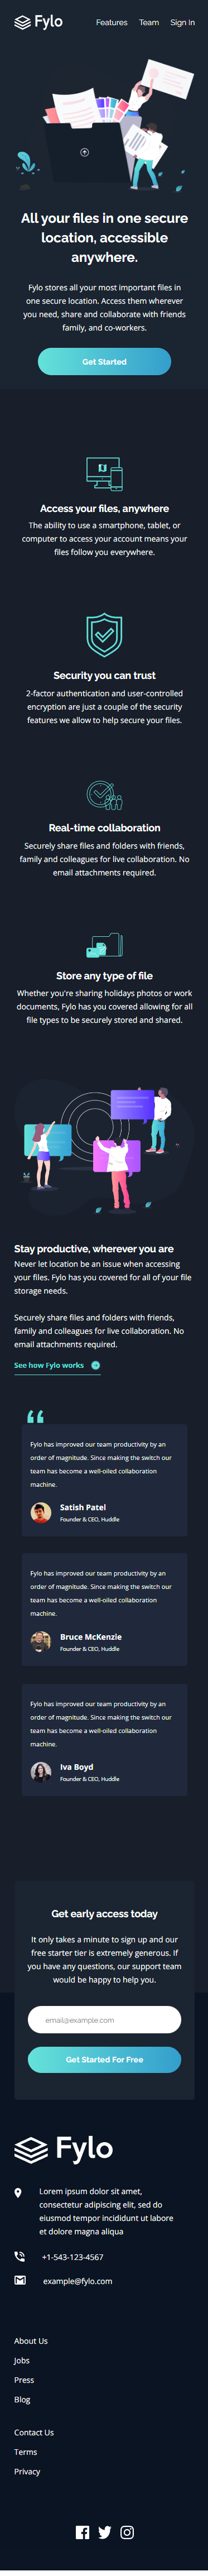 Fylo
Features Team Sign In
All your files in one secure
location, accessible
anywhere.
Fylo stores all your most important files in
one secure location. Access them wherever
you need, share and collaborate with friends
family, and co-workers.
Get Started
Access your files, anywhere
The ability to use a smartphone, tablet, or
computer to access your account means your
files follow you everywhere.
Security you can trust
2-factor authentication and user-controlled
encryption are just a couple of the security
features we allow to help secure your files.
Real-time collaboration
Securely share files and folders with friends,
family and colleagues for live collaboration. No
email attachments required.
Store any type of file
Whether you're sharing holidays photos or work
documents, Fylo has you covered allowing for all
file types to be securely stored and shared.
Stay productive, wherever you are
Never let location be an issue when accessing
your files. Fylo has you covered for all of your file
storage needs.
Securely share files and folders with friends,
family and colleagues for live collaboration. No
email attachments required.
See how Fylo works
Fylo has improved our team productivity by an
order of magnitude. Since making the switch our
team has become a well-oiled collaboration
machine.
Satish Patel
Founder & CEO, Huddle
Fylo has improved our team productivity by an
order of magnitude. Since making the switch our
team has become a well-oiled collaboration
machine.
Bruce McKenzie
Founder & CEO, Huddle
Fylo has improved our team productivity by an
order of magnitude. Since making the switch our
team has become a well-oiled collaboration
machine.
Iva Boyd
Founder & CEO, Huddle
Get early access today
It only takes a minute to sign up and our
free starter tier is extremely generous. If
you have any questions, our support team
would be happy to help you.
email@example.com
Get Started For Free
Fylo
Lorem ipsum dolor sit amet,
consectetur adipiscing elit, sed do
eiusmod tempor incididunt ut labore
et dolore magna aliqua
+1-543-123-4567
example@fylo.com
About Us
Jobs
Press
Blog
Contact Us
Terms
Privacy